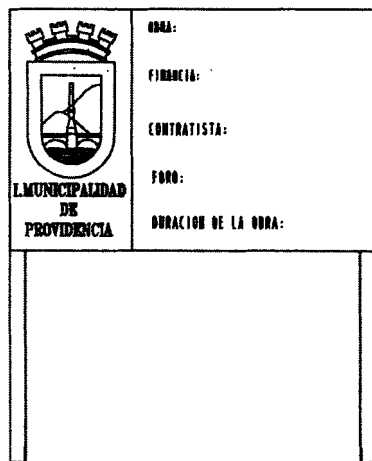 OBRA:
FINANCIA:
CONTRATISTA:
FONO:
DURACION DE LA OBRA:
I.MUNICIPALIDAD
DE
PROVIDENCIA